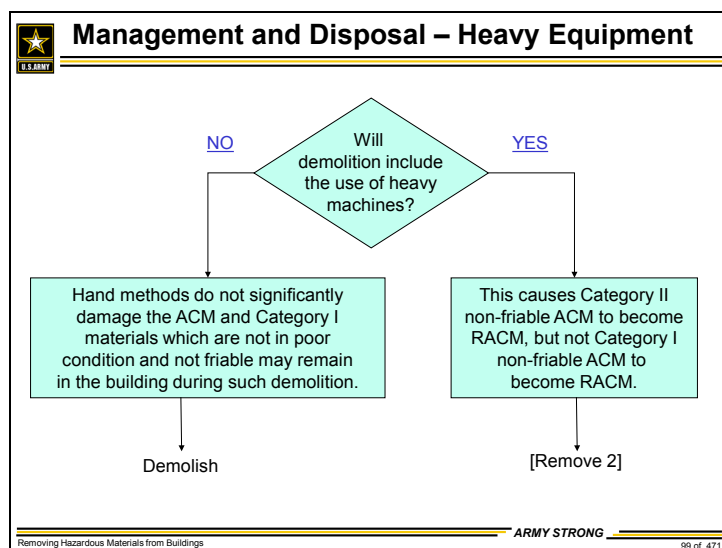 Management and Disposal – Heavy Equipment
U.S.ARMY
NO
Will
demolition include
the use of heavy
machines?
YES
Hand methods do not significantly
damage the ACM and Category I
materials which are not in poor
condition and not friable may remain
in the building during such demolition.
This causes Category II
non-friable ACM to become
RACM, but not Category I
non-friable ACM to
become RACM.
Demolish
[Remove 2]
ARMY STRONG
Removing Hazardous Materials from Buildings
99 of 471